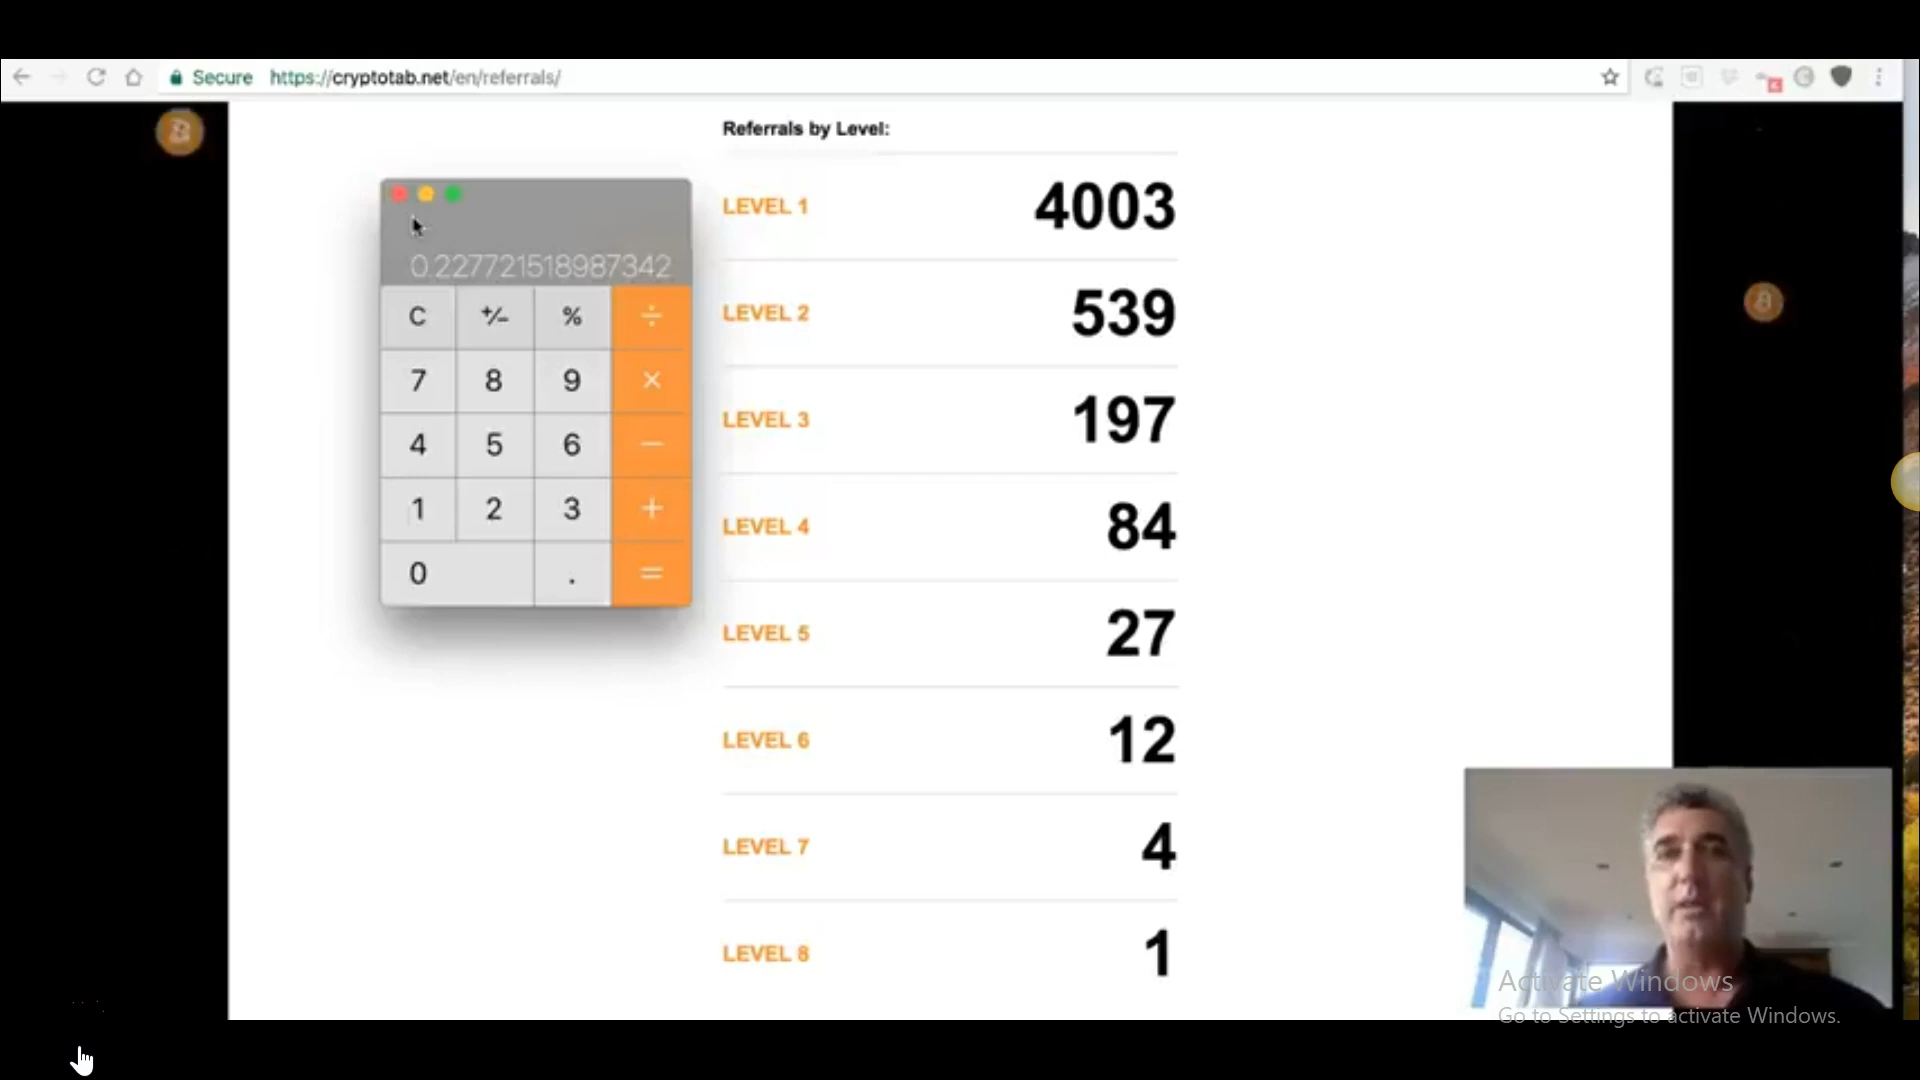 Secure https://cryptotab.net/en/referrals/
Referrals by Level:
LEVEL 1 4003
LEVEL 2 539
LEVEL 3 197
LEVEL 4 84
LEVEL 5 27
LEVEL 6 12
LEVEL 7 4
LEVEL 8 1
0.227721518987342
C +/- % ÷
7 8 9 ×
4 5 6 −
1 2 3 +
0 . =
Activate Windows
Go to Settings to activate Windows.